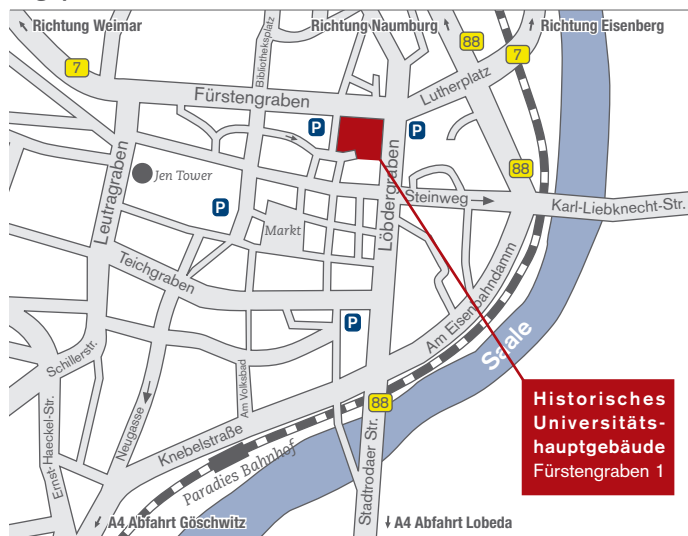 Richtung Weimar
Bibliotheksplatz
Richtung Naumburg
Richtung Eisenberg
88
7
7
Lutherplatz
Fürstengraben
P
P
88
Leutragraben
Jen Tower
Löbdergraben
Steinweg
Karl-Liebknecht-Str.
P
Markt
Teichgraben
P
Am Eisenbahndamm
Saale
Schillerstr.
Neugasse
Am Volksbad
88
Historisches
Universitäts-
hauptgebäude
Fürstengraben 1
Ernst-Haeckel-Str.
Knebelstraße
Paradies Bahnhof
Stadtrodaer Str.
A4 Abfahrt Göschwitz
A4 Abfahrt Lobeda